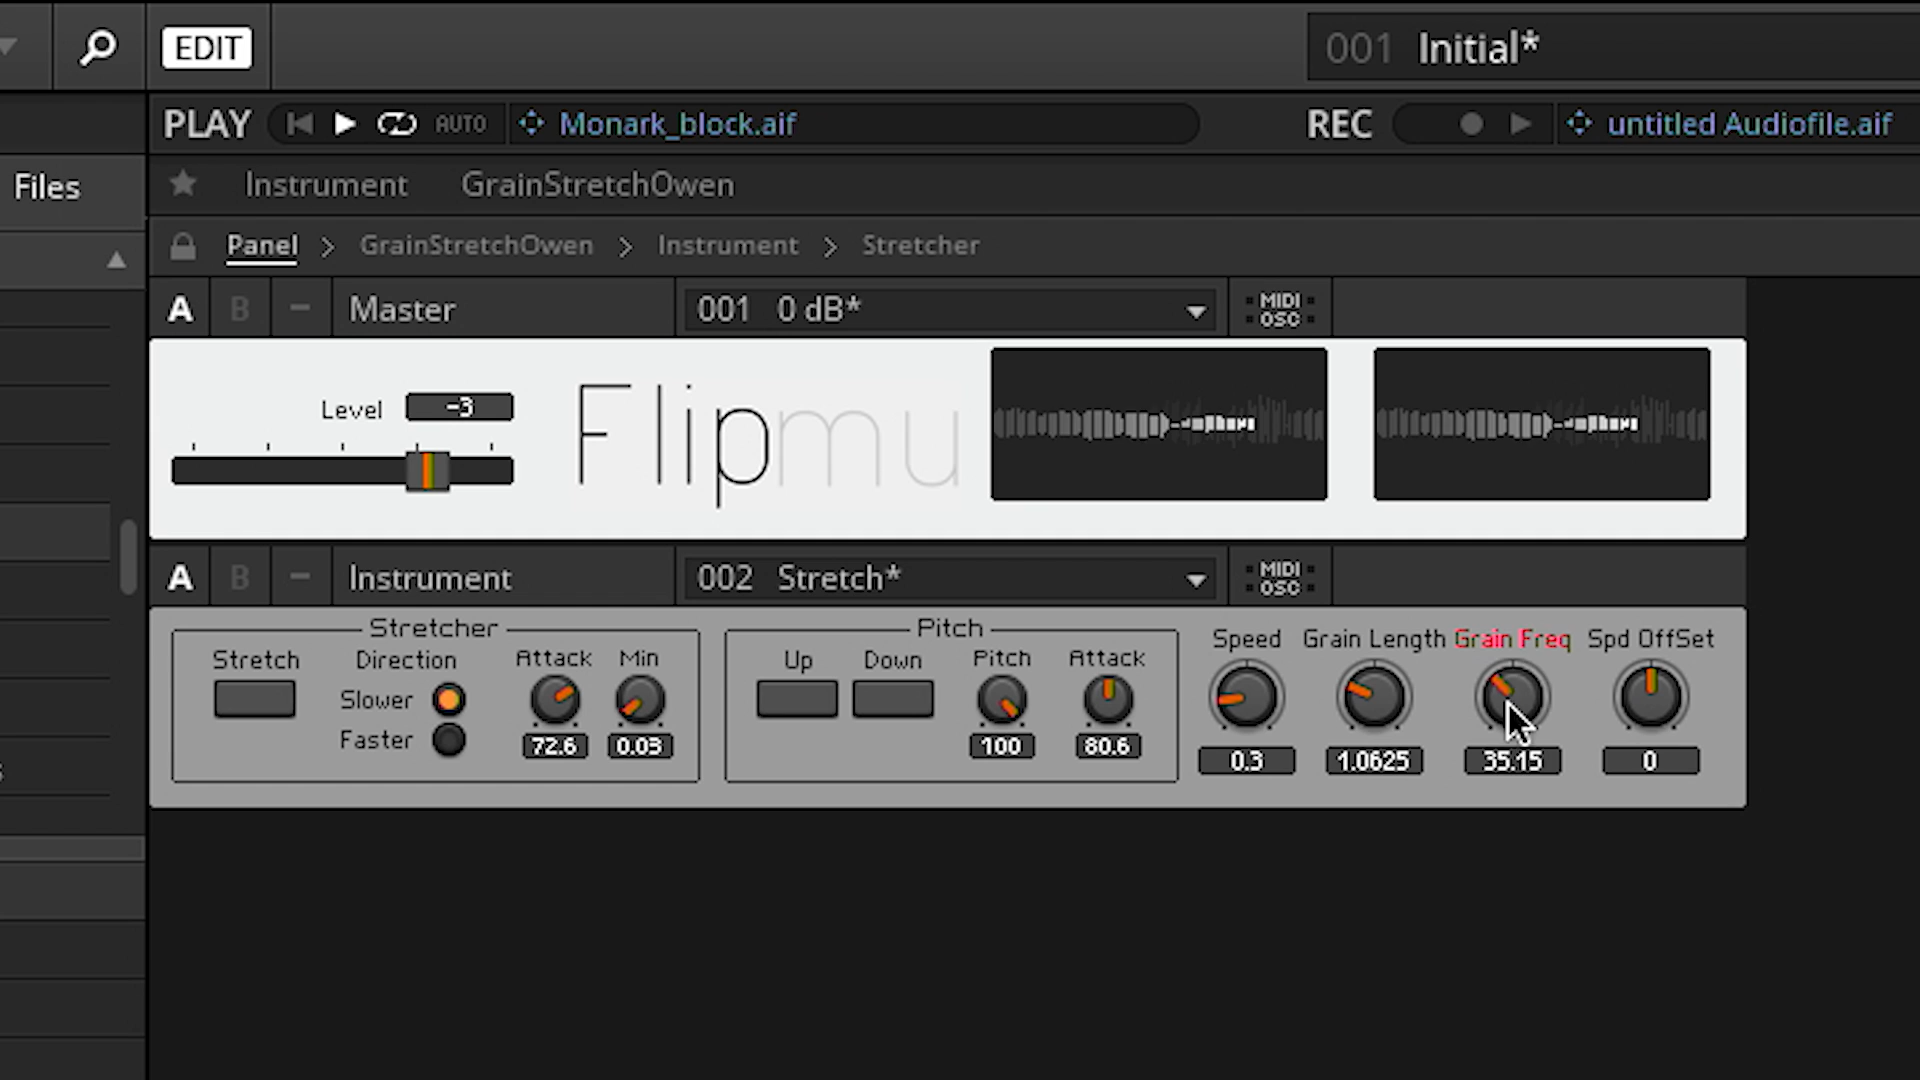 EDIT
001 Initial*
PLAY AUTO Monark_block.aif REC untitled Audiofile.aif
Files
Instrument GrainStretchOwen
Panel > GrainStretchOwen > Instrument > Stretcher
A B – Master 001 0 dB* MIDI OSC
Level -3
Flipmu
A B – Instrument 002 Stretch* MIDI OSC
Stretcher
Stretch Direction Attack Min
Slower
Faster
72.6 0.03
Pitch
Up Down Pitch Attack
100 80.6
Speed Grain Length Grain Freq Spd OffSet
0.3 1.0625 35.15 0